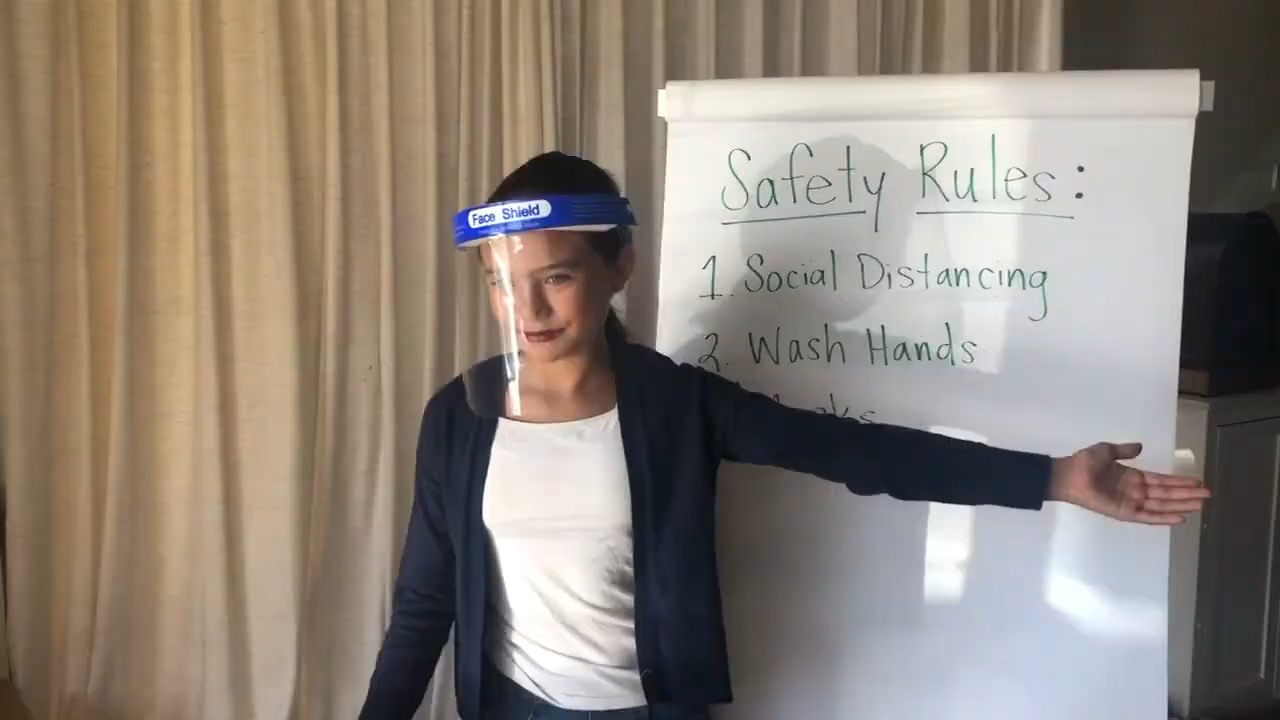 Face Shield
Safety Rules:
1. Social Distancing
2. Wash Hands